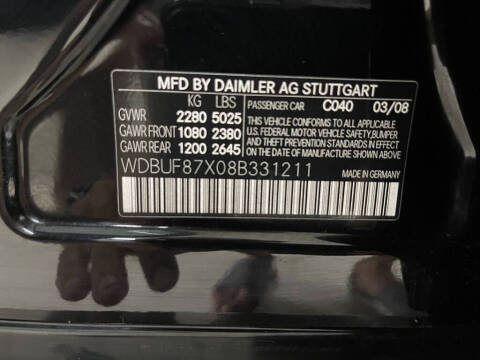 MFD BY DAIMLER AG STUTTGART
KG LBS
GVWR 2280 5025
GAWR FRONT 1080 2380
GAWR REAR 1200 2645
PASSENGER CAR C040 03/08
THIS VEHICLE CONFORMS TO ALL APPLICABLE
U.S. FEDERAL MOTOR VEHICLE SAFETY, BUMPER,
AND THEFT PREVENTION STANDARDS IN EFFECT ON
THE DATE OF MANUFACTURE SHOWN ABOVE.
WDBUF87X08B331211
MADE IN GERMANY